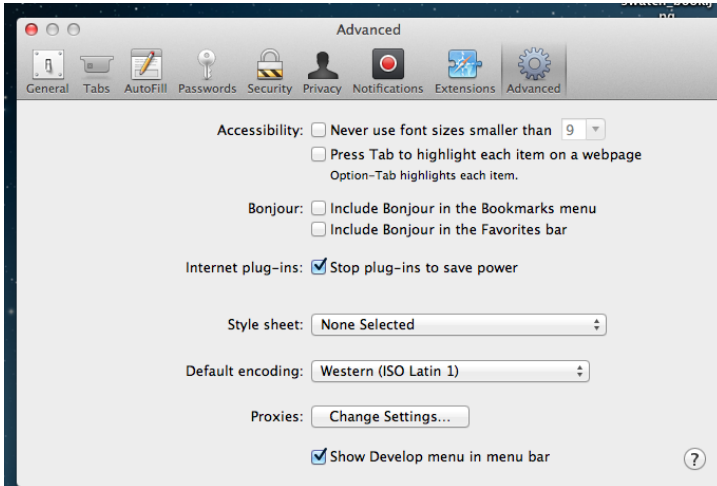 swatch_bookij
ng
Advanced
General Tabs AutoFill Passwords Security Privacy Notifications Extensions Advanced
Accessibility: Never use font sizes smaller than 9
Press Tab to highlight each item on a webpage
Option-Tab highlights each item.
Bonjour: Include Bonjour in the Bookmarks menu
Include Bonjour in the Favorites bar
Internet plug-ins: Stop plug-ins to save power
Style sheet: None Selected
Default encoding: Western (ISO Latin 1)
Proxies: Change Settings...
Show Develop menu in menu bar
?